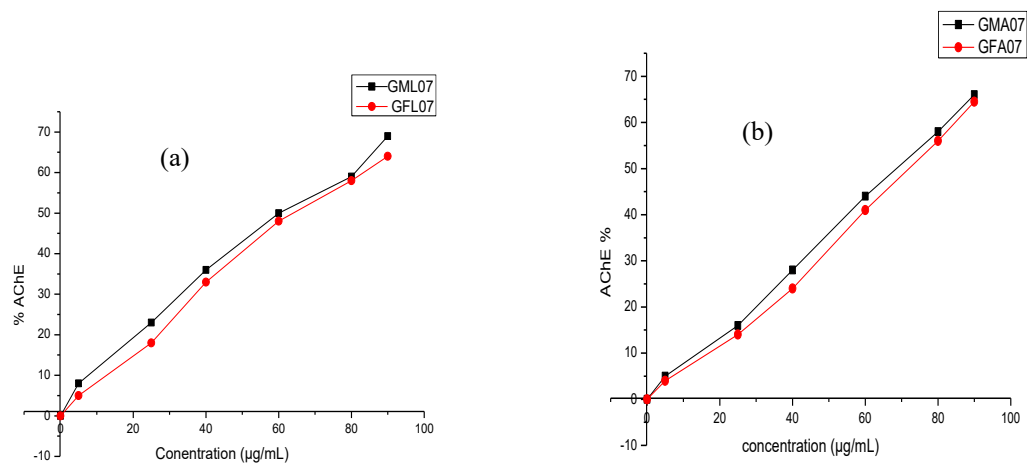 GML07
GFL07
(a)
% AChE
70
60
50
40
30
20
10
0
-10
0 20 40 60 80 100
Conentration (µg/mL)
GMA07
GFA07
(b)
AChE %
70
60
50
40
30
20
10
0
-10
0 20 40 60 80 100
concentration (µg/mL)